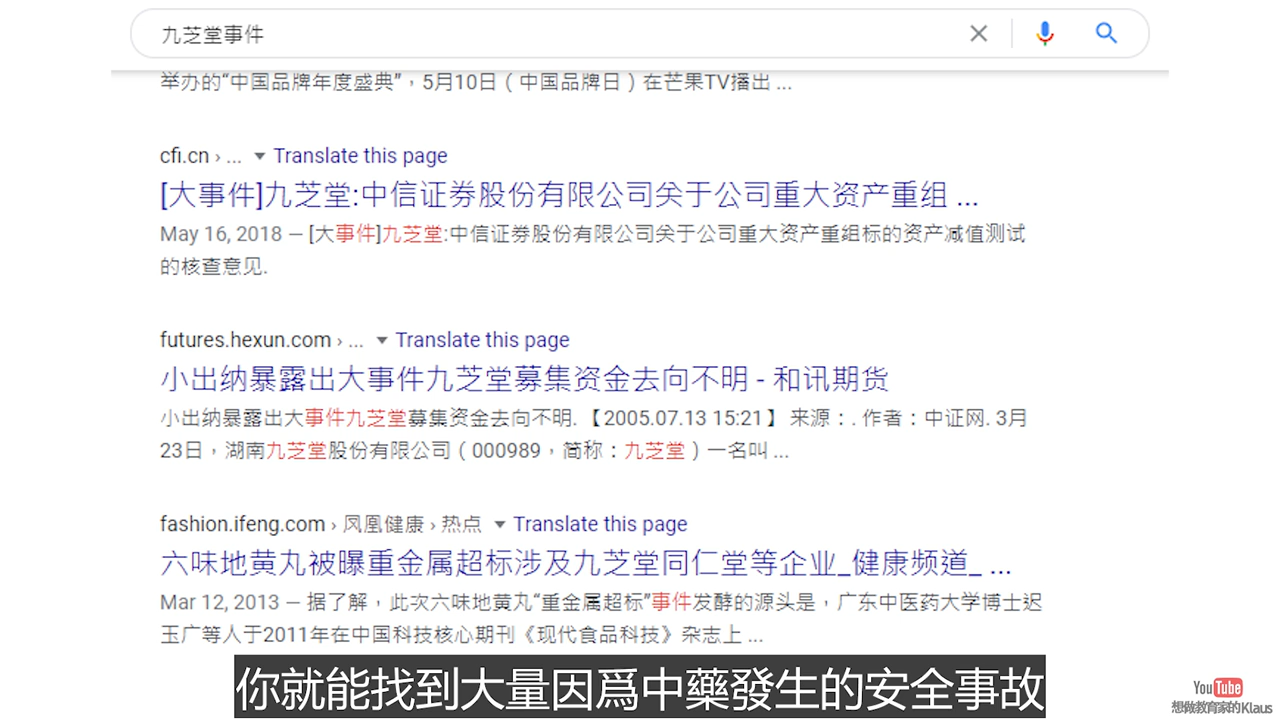 九芝堂事件
举办的“中国品牌年度盛典”，5月10日（中国品牌日）在芒果TV播出 ...
cfi.cn › ... ▼ Translate this page
[大事件]九芝堂:中信证券股份有限公司关于公司重大资产重组 ...
May 16, 2018 — [大事件]九芝堂:中信证券股份有限公司关于公司重大资产重组标的资产减值测试
的核查意见.
futures.hexun.com › ... ▼ Translate this page
小出纳暴露出大事件九芝堂募集资金去向不明 - 和讯期货
小出纳暴露出大事件九芝堂募集资金去向不明. 【2005.07.13 15:21】 来源：. 作者：中证网. 3月
23日，湖南九芝堂股份有限公司（000989，简称：九芝堂）一名叫 ...
fashion.ifeng.com › 凤凰健康 › 热点 ▼ Translate this page
六味地黄丸被曝重金属超标涉及九芝堂同仁堂等企业_健康频道_ ...
Mar 12, 2013 — 据了解，此次六味地黄丸“重金属超标”事件发酵的源头是，广东中医药大学博士迟
玉广等人于2011年在中国科技核心期刊《现代食品科技》杂志上 ...
你就能找到大量因爲中藥發生的安全事故
YouTube
想做教育家的Klaus